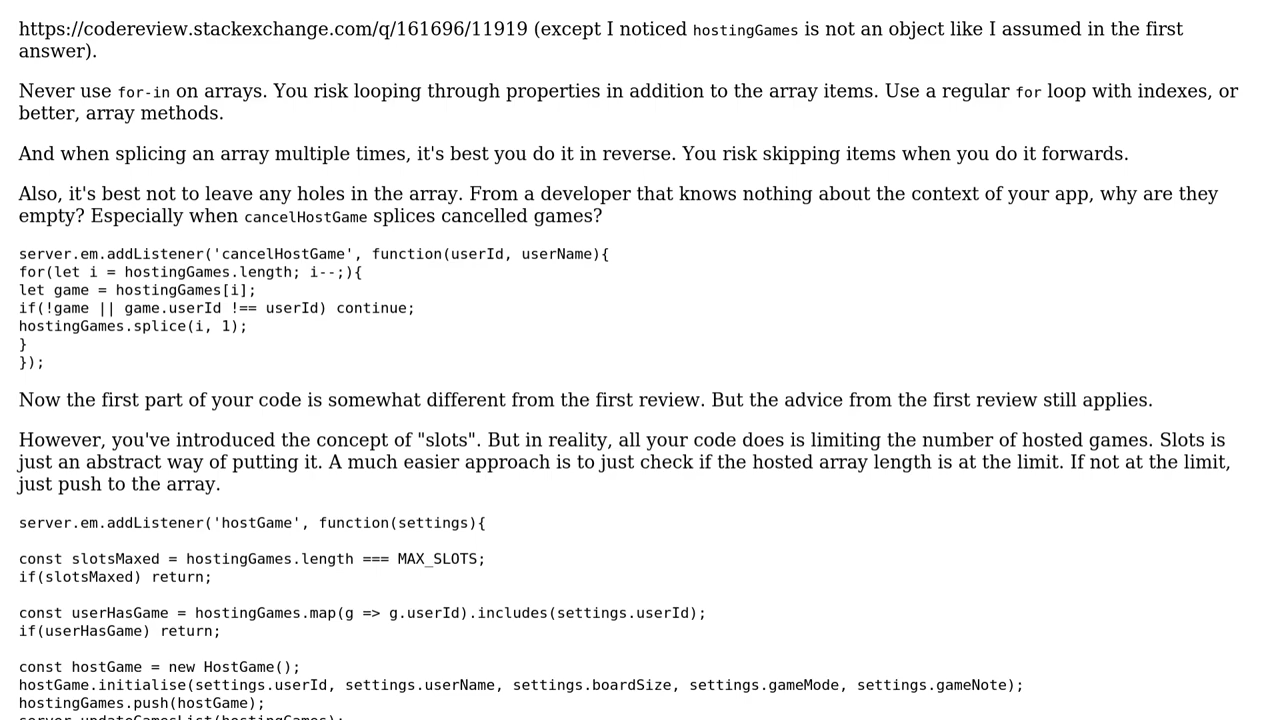 https://codereview.stackexchange.com/q/161696/11919 (except I noticed hostingGames is not an object like I assumed in the first
answer).
Never use for-in on arrays. You risk looping through properties in addition to the array items. Use a regular for loop with indexes, or
better, array methods.
And when splicing an array multiple times, it's best you do it in reverse. You risk skipping items when you do it forwards.
Also, it's best not to leave any holes in the array. From a developer that knows nothing about the context of your app, why are they
empty? Especially when cancelHostGame splices cancelled games?
server.em.addListener('cancelHostGame', function(userId, userName){
for(let i = hostingGames.length; i--;){
let game = hostingGames[i];
if(!game || game.userId !== userId) continue;
hostingGames.splice(i, 1);
}
});
Now the first part of your code is somewhat different from the first review. But the advice from the first review still applies.
However, you've introduced the concept of "slots". But in reality, all your code does is limiting the number of hosted games. Slots is
just an abstract way of putting it. A much easier approach is to just check if the hosted array length is at the limit. If not at the limit,
just push to the array.
server.em.addListener('hostGame', function(settings){
const slotsMaxed = hostingGames.length === MAX_SLOTS;
if(slotsMaxed) return;
const userHasGame = hostingGames.map(g => g.userId).includes(settings.userId);
if(userHasGame) return;
const hostGame = new HostGame();
hostGame.initialise(settings.userId, settings.userName, settings.boardSize, settings.gameMode, settings.gameNote);
hostingGames.push(hostGame);
server.updateGamesList(hostingGames);